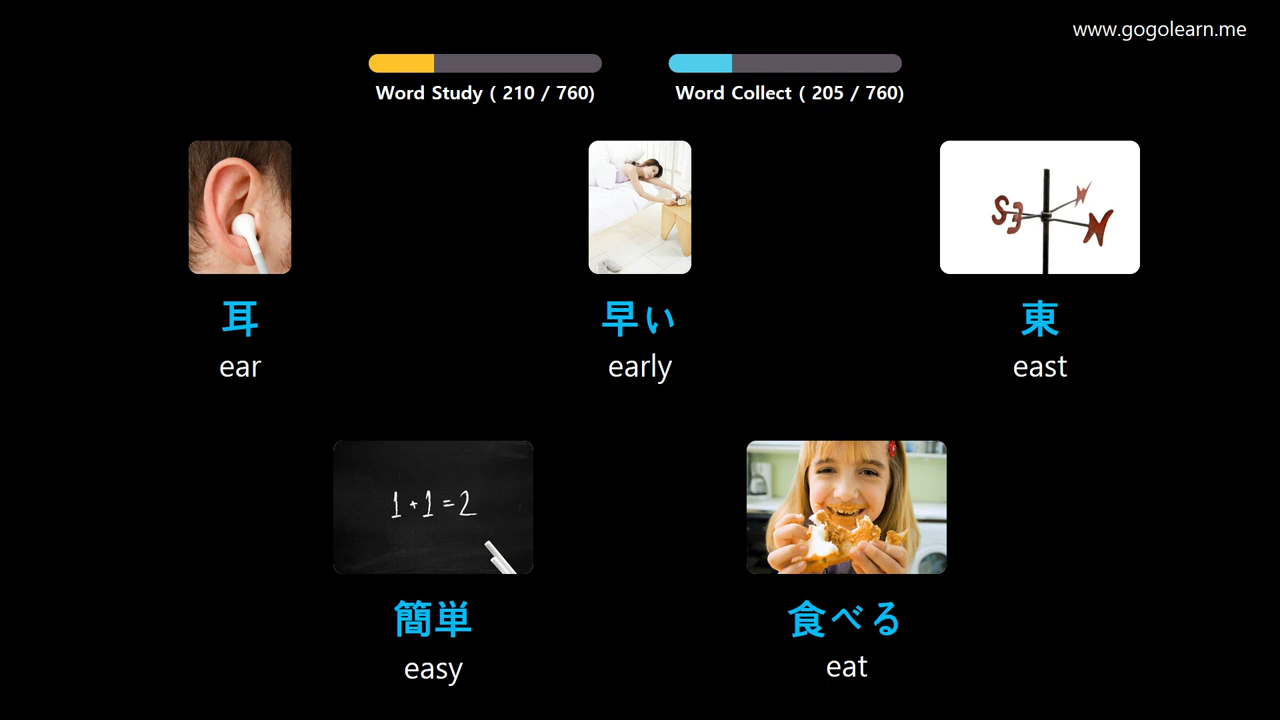 www.gogolearn.me
Word Study ( 210 / 760)
Word Collect ( 205 / 760)
耳
ear
早い
early
東
east
1+1=2
簡単
easy
食べる
eat